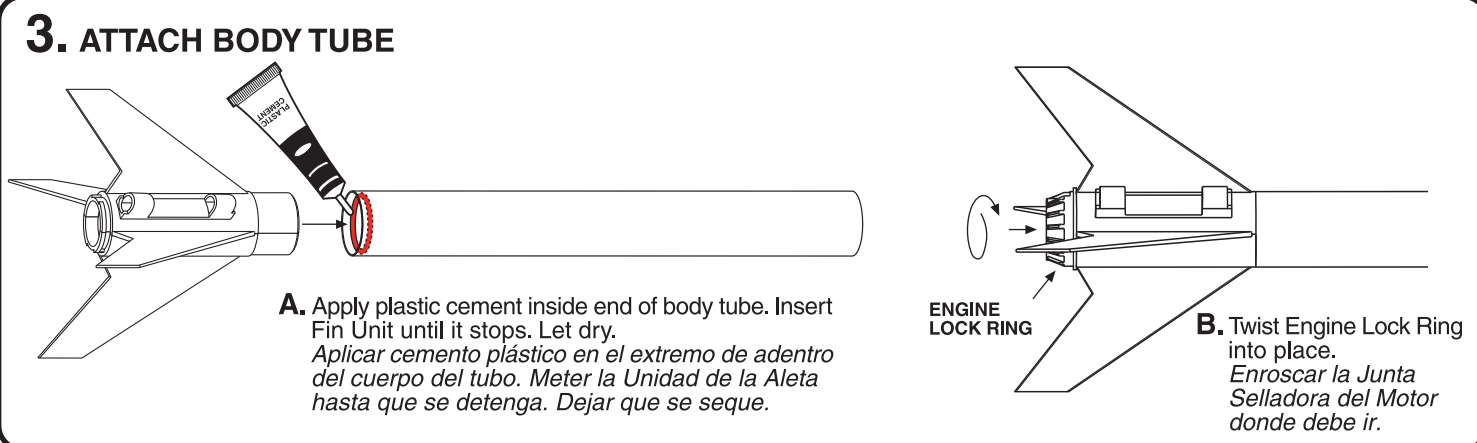 3. ATTACH BODY TUBE
PLASTIC
CEMENT
A. Apply plastic cement inside end of body tube. Insert
Fin Unit until it stops. Let dry.
Aplicar cemento plástico en el extremo de adentro
del cuerpo del tubo. Meter la Unidad de la Aleta
hasta que se detenga. Dejar que se seque.
ENGINE
LOCK RING
B. Twist Engine Lock Ring
into place.
Enroscar la Junta
Selladora del Motor
donde debe ir.